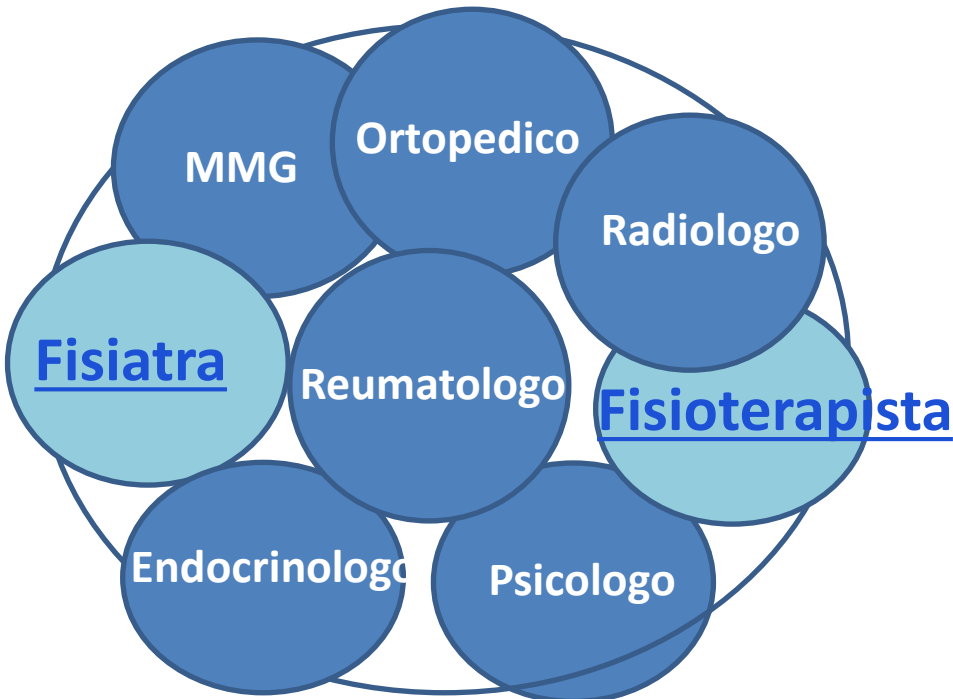 Ortopedico
MMG
Radiologo
Fisiatra
Reumatologo
Fisioterapista
Endocrinologo
Psicologo